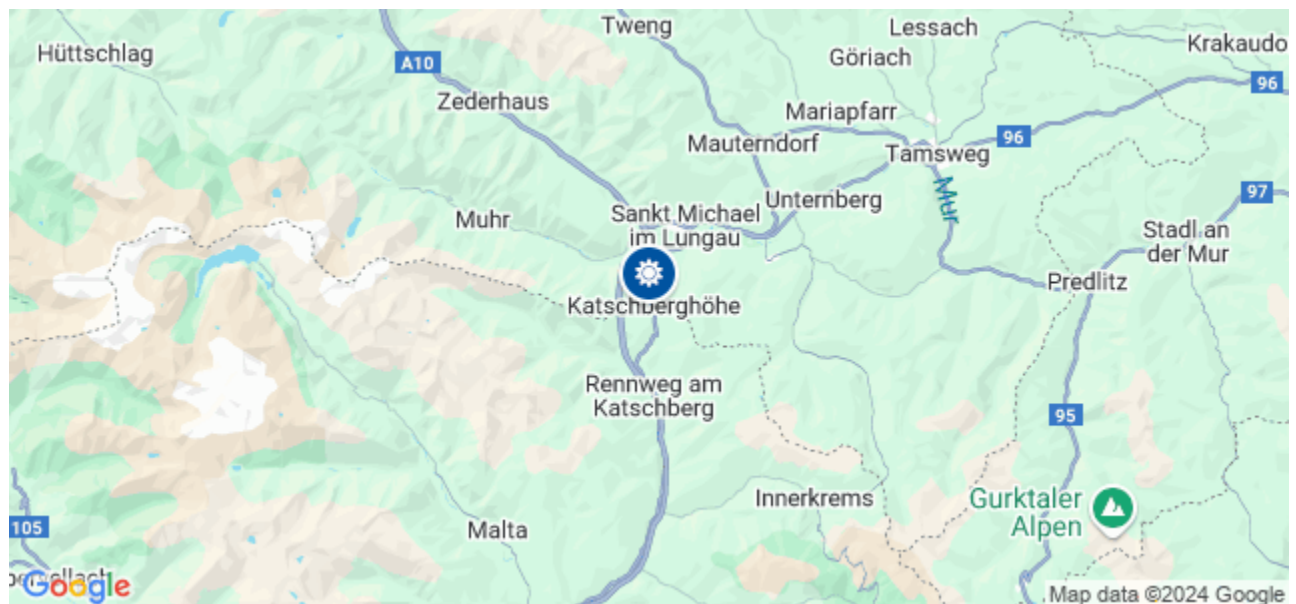 Tweng
Lessach
Hüttschlag
Göriach
Krakaudo
A10
96
Zederhaus
Mariapfarr
96
Mauterndorf
Tamsweg
Mur
97
Muhr
Sankt Michael
im Lungau
Unternberg
Stadl an
der Mur
Katschberghöhe
Predlitz
Rennweg am
Katschberg
95
Innerkrems
Gurktaler
Alpen
105
Malta
Google
Map data ©2024 Google